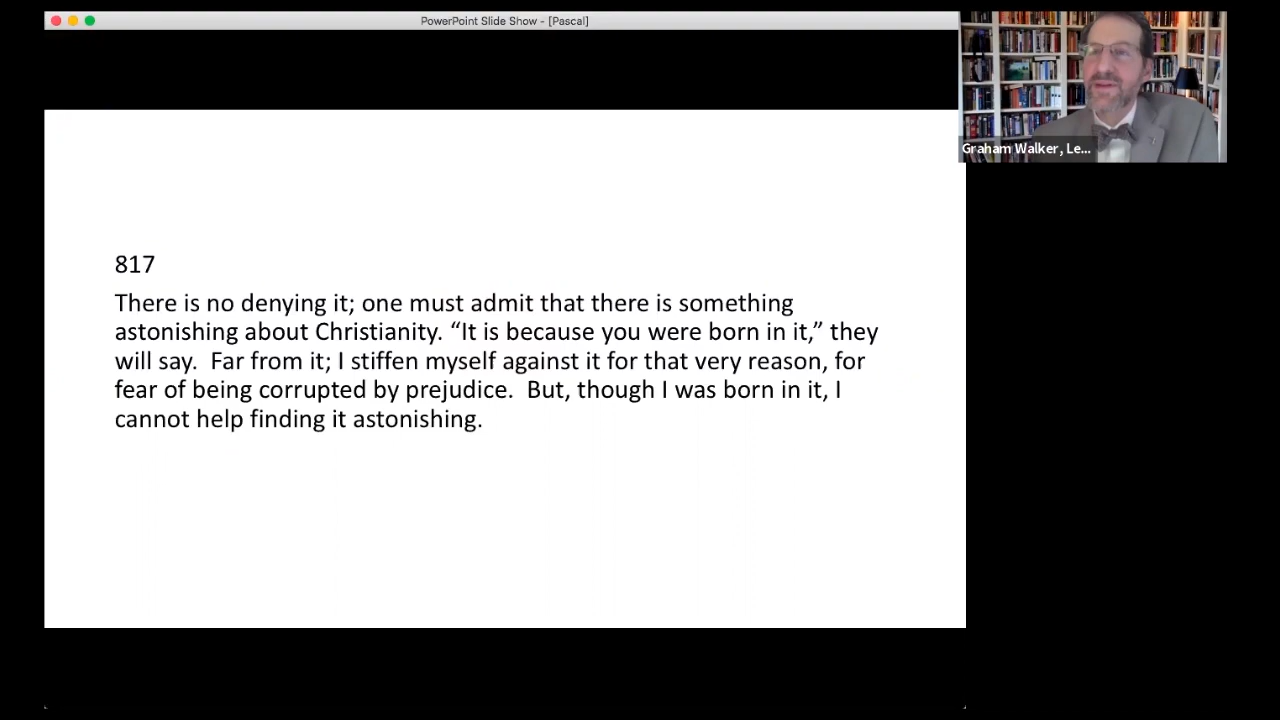 PowerPoint Slide Show - [Pascal]
Graham Walker, Le...
817
There is no denying it; one must admit that there is something
astonishing about Christianity. “It is because you were born in it,” they
will say.  Far from it; I stiffen myself against it for that very reason, for
fear of being corrupted by prejudice.  But, though I was born in it, I
cannot help finding it astonishing.